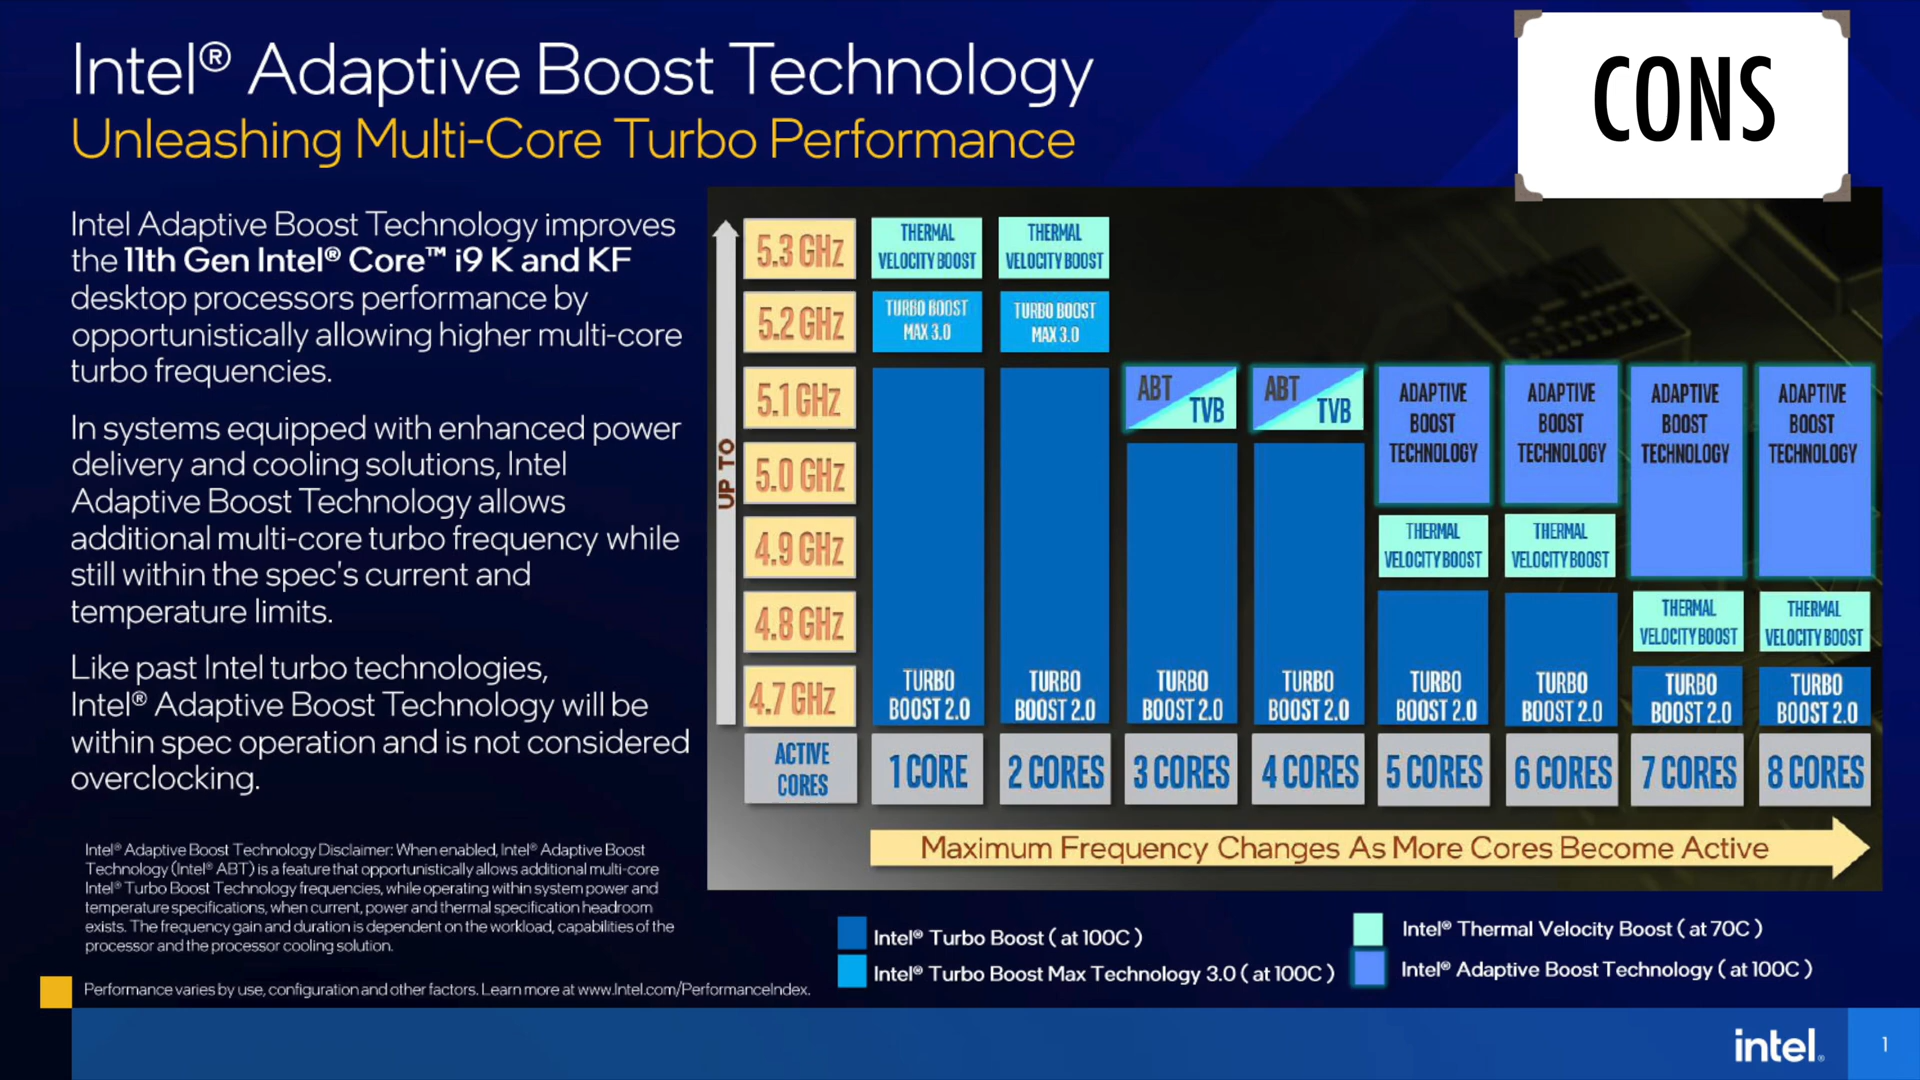 Intel® Adaptive Boost Technology
Unleashing Multi-Core Turbo Performance
CONS
Intel Adaptive Boost Technology improves
the 11th Gen Intel® Core™ i9 K and KF
desktop processors performance by
opportunistically allowing higher multi-core
turbo frequencies.
In systems equipped with enhanced power
delivery and cooling solutions, Intel
Adaptive Boost Technology allows
additional multi-core turbo frequency while
still within the spec's current and
temperature limits.
Like past Intel turbo technologies,
Intel® Adaptive Boost Technology will be
within spec operation and is not considered
overclocking.
Intel® Adaptive Boost Technology Disclaimer: When enabled, Intel® Adaptive Boost
Technology (Intel® ABT) is a feature that opportunistically allows additional multi-core
Intel® Turbo Boost Technology frequencies, while operating within system power and
temperature specifications, when current, power and thermal specification headroom
exists. The frequency gain and duration is dependent on the workload, capabilities of the
processor and the processor cooling solution.
Performance varies by use, configuration and other factors. Learn more at www.Intel.com/PerformanceIndex.
UP TO
5.3 GHz
THERMAL
VELOCITY BOOST
THERMAL
VELOCITY BOOST
5.2 GHz
TURBO BOOST
MAX 3.0
TURBO BOOST
MAX 3.0
5.1 GHz
ABT
TVB
ABT
TVB
ADAPTIVE
BOOST
TECHNOLOGY
ADAPTIVE
BOOST
TECHNOLOGY
ADAPTIVE
BOOST
TECHNOLOGY
ADAPTIVE
BOOST
TECHNOLOGY
5.0 GHz
4.9 GHz
THERMAL
VELOCITY BOOST
THERMAL
VELOCITY BOOST
4.8 GHz
THERMAL
VELOCITY BOOST
THERMAL
VELOCITY BOOST
4.7 GHz
TURBO
BOOST 2.0
TURBO
BOOST 2.0
TURBO
BOOST 2.0
TURBO
BOOST 2.0
TURBO
BOOST 2.0
TURBO
BOOST 2.0
TURBO
BOOST 2.0
TURBO
BOOST 2.0
ACTIVE
CORES
1 CORE
2 CORES
3 CORES
4 CORES
5 CORES
6 CORES
7 CORES
8 CORES
Maximum Frequency Changes As More Cores Become Active
Intel® Turbo Boost ( at 100C )
Intel® Turbo Boost Max Technology 3.0 ( at 100C )
Intel® Thermal Velocity Boost ( at 70C )
Intel® Adaptive Boost Technology ( at 100C )
intel.
1